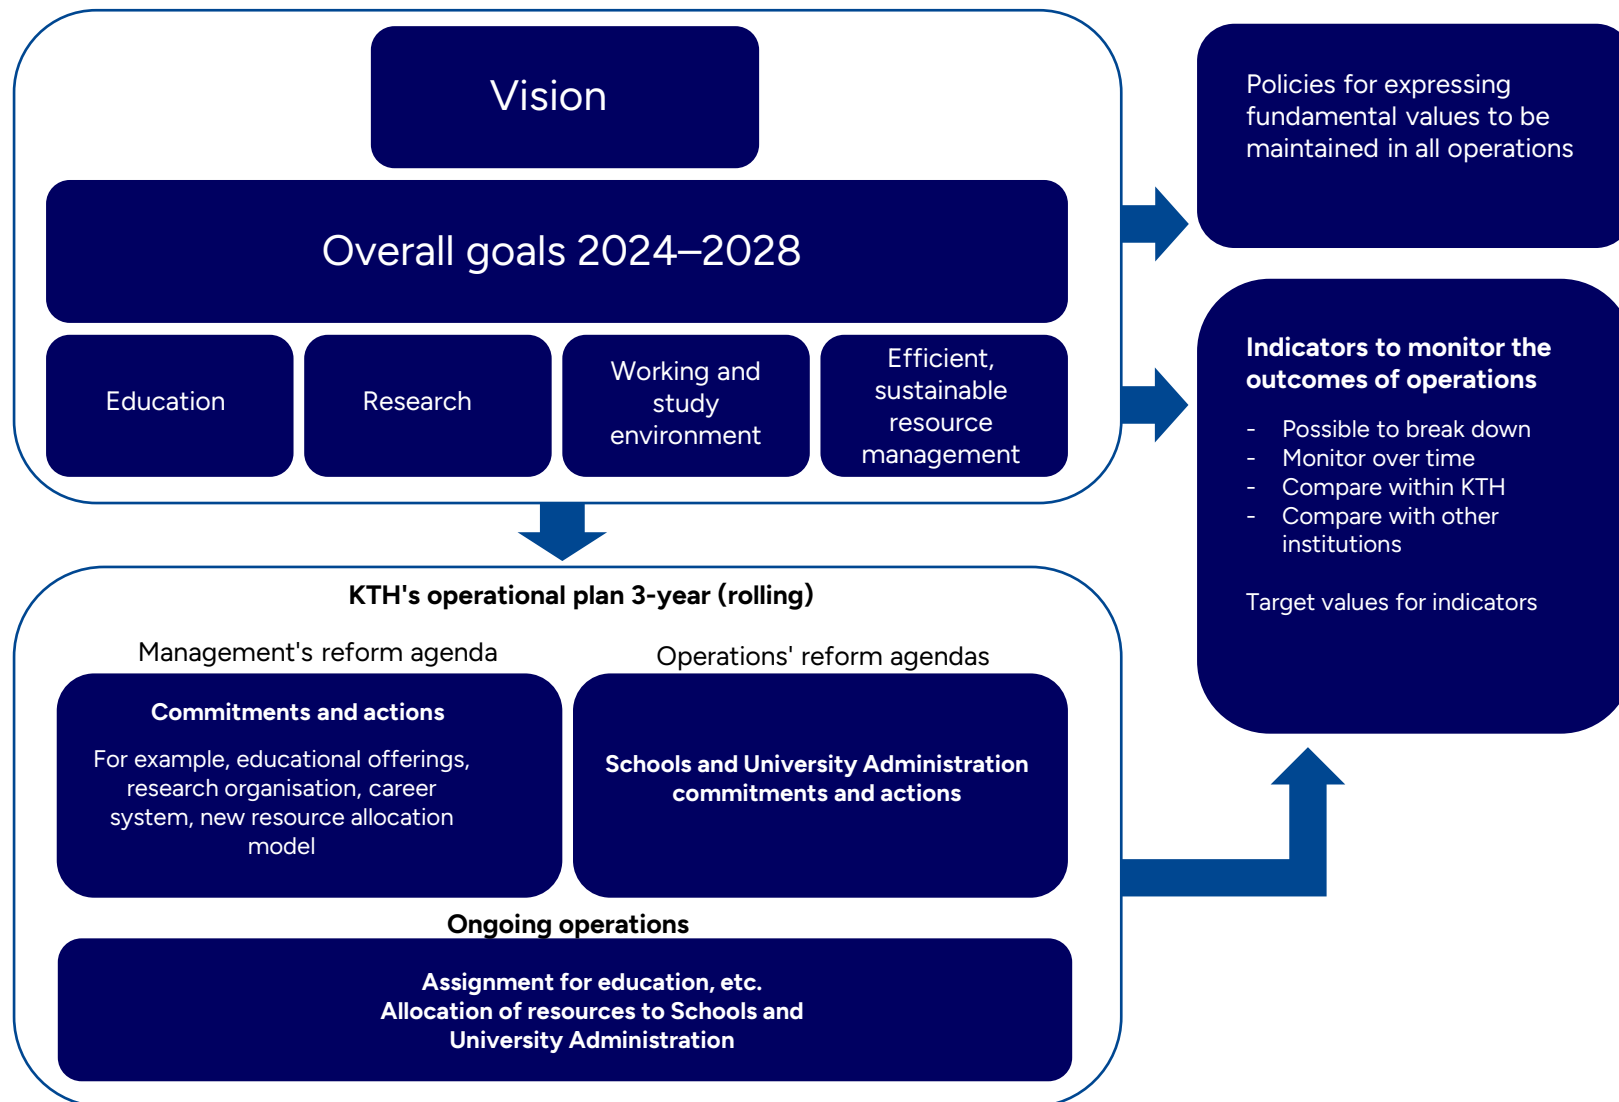 Vision
Overall goals 2024–2028
Education
Research
Working and
study
environment
Efficient,
sustainable
resource
management
Policies for expressing
fundamental values to be
maintained in all operations
Indicators to monitor the
outcomes of operations
- Possible to break down
- Monitor over time
- Compare within KTH
- Compare with other
institutions
Target values for indicators
KTH's operational plan 3-year (rolling)
Management's reform agenda
Commitments and actions
For example, educational offerings,
research organisation, career
system, new resource allocation
model
Operations' reform agendas
Schools and University Administration
commitments and actions
Ongoing operations
Assignment for education, etc.
Allocation of resources to Schools and
University Administration